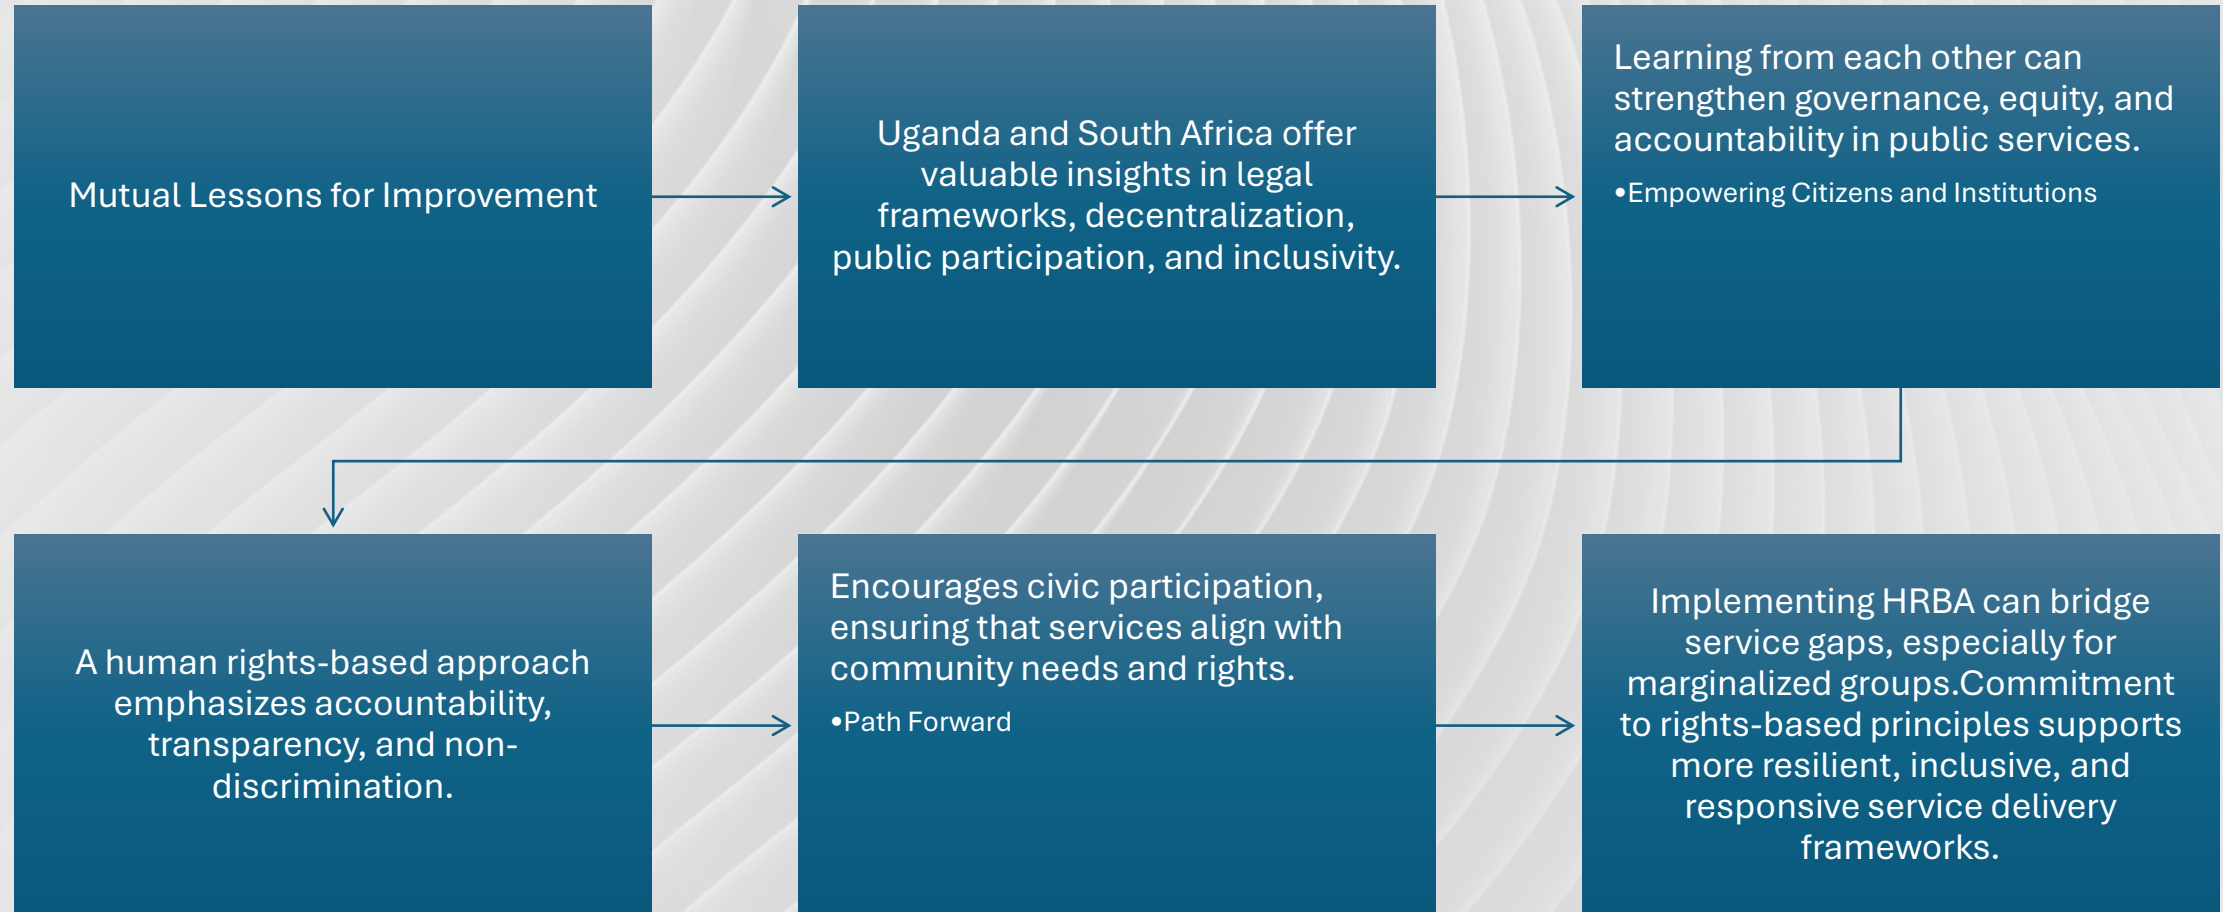 Mutual Lessons for Improvement
Uganda and South Africa offer
valuable insights in legal
frameworks, decentralization,
public participation, and inclusivity.
Learning from each other can
strengthen governance, equity, and
accountability in public services.
•Empowering Citizens and Institutions
A human rights-based approach
emphasizes accountability,
transparency, and non-
discrimination.
Encourages civic participation,
ensuring that services align with
community needs and rights.
•Path Forward
Implementing HRBA can bridge
service gaps, especially for
marginalized groups.Commitment
to rights-based principles supports
more resilient, inclusive, and
responsive service delivery
frameworks.